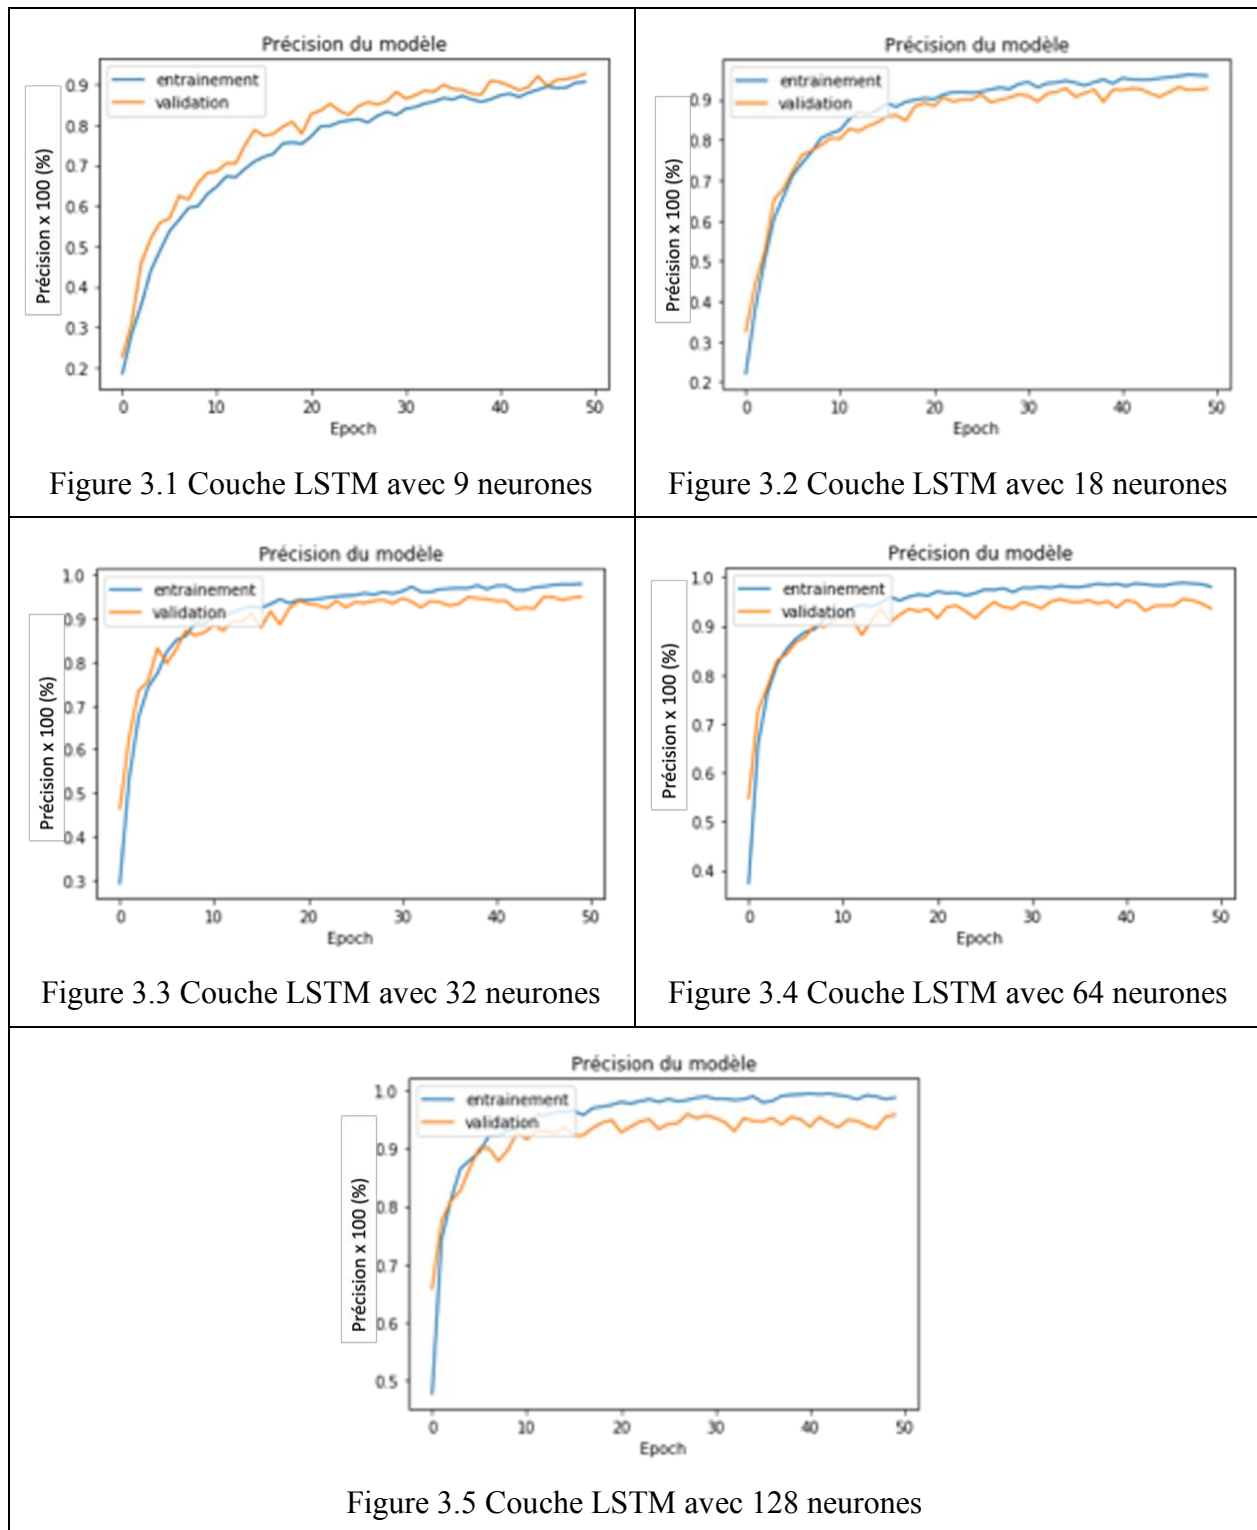 Précision du modèle
entrainement
validation
Précision x 100 (%)
0.9
0.8
0.7
0.6
0.5
0.4
0.3
0.2
0 10 20 30 40 50
Epoch
Figure 3.1 Couche LSTM avec 9 neurones
Précision du modèle
entrainement
validation
Précision x 100 (%)
0.9
0.8
0.7
0.6
0.5
0.4
0.3
0.2
0 10 20 30 40 50
Epoch
Figure 3.2 Couche LSTM avec 18 neurones
Précision du modèle
entrainement
validation
Précision x 100 (%)
1.0
0.9
0.8
0.7
0.6
0.5
0.4
0.3
0 10 20 30 40 50
Epoch
Figure 3.3 Couche LSTM avec 32 neurones
Précision du modèle
entrainement
validation
Précision x 100 (%)
1.0
0.9
0.8
0.7
0.6
0.5
0.4
0 10 20 30 40 50
Epoch
Figure 3.4 Couche LSTM avec 64 neurones
Précision du modèle
entrainement
validation
Précision x 100 (%)
1.0
0.9
0.8
0.7
0.6
0.5
0 10 20 30 40 50
Epoch
Figure 3.5 Couche LSTM avec 128 neurones